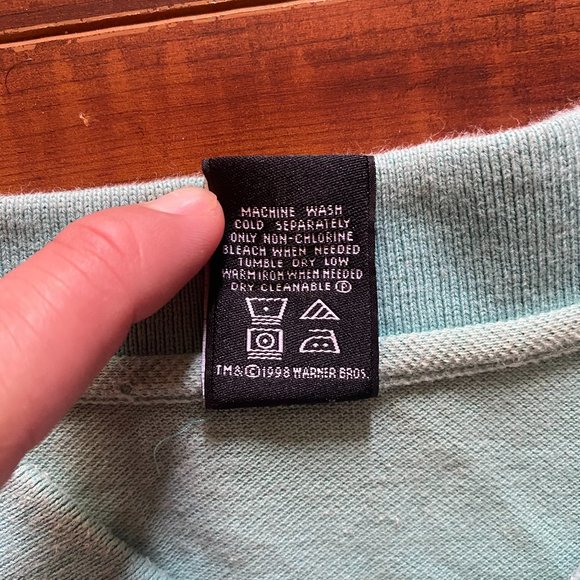 MACHINE WASH
COLD SEPARATELY
ONLY NON-CHLORINE
BLEACH WHEN NEEDED
TUMBLE DRY LOW
WARM IRON WHEN NEEDED
DRY CLEANABLE Ⓟ
TM&©1998 WARNER BROS.